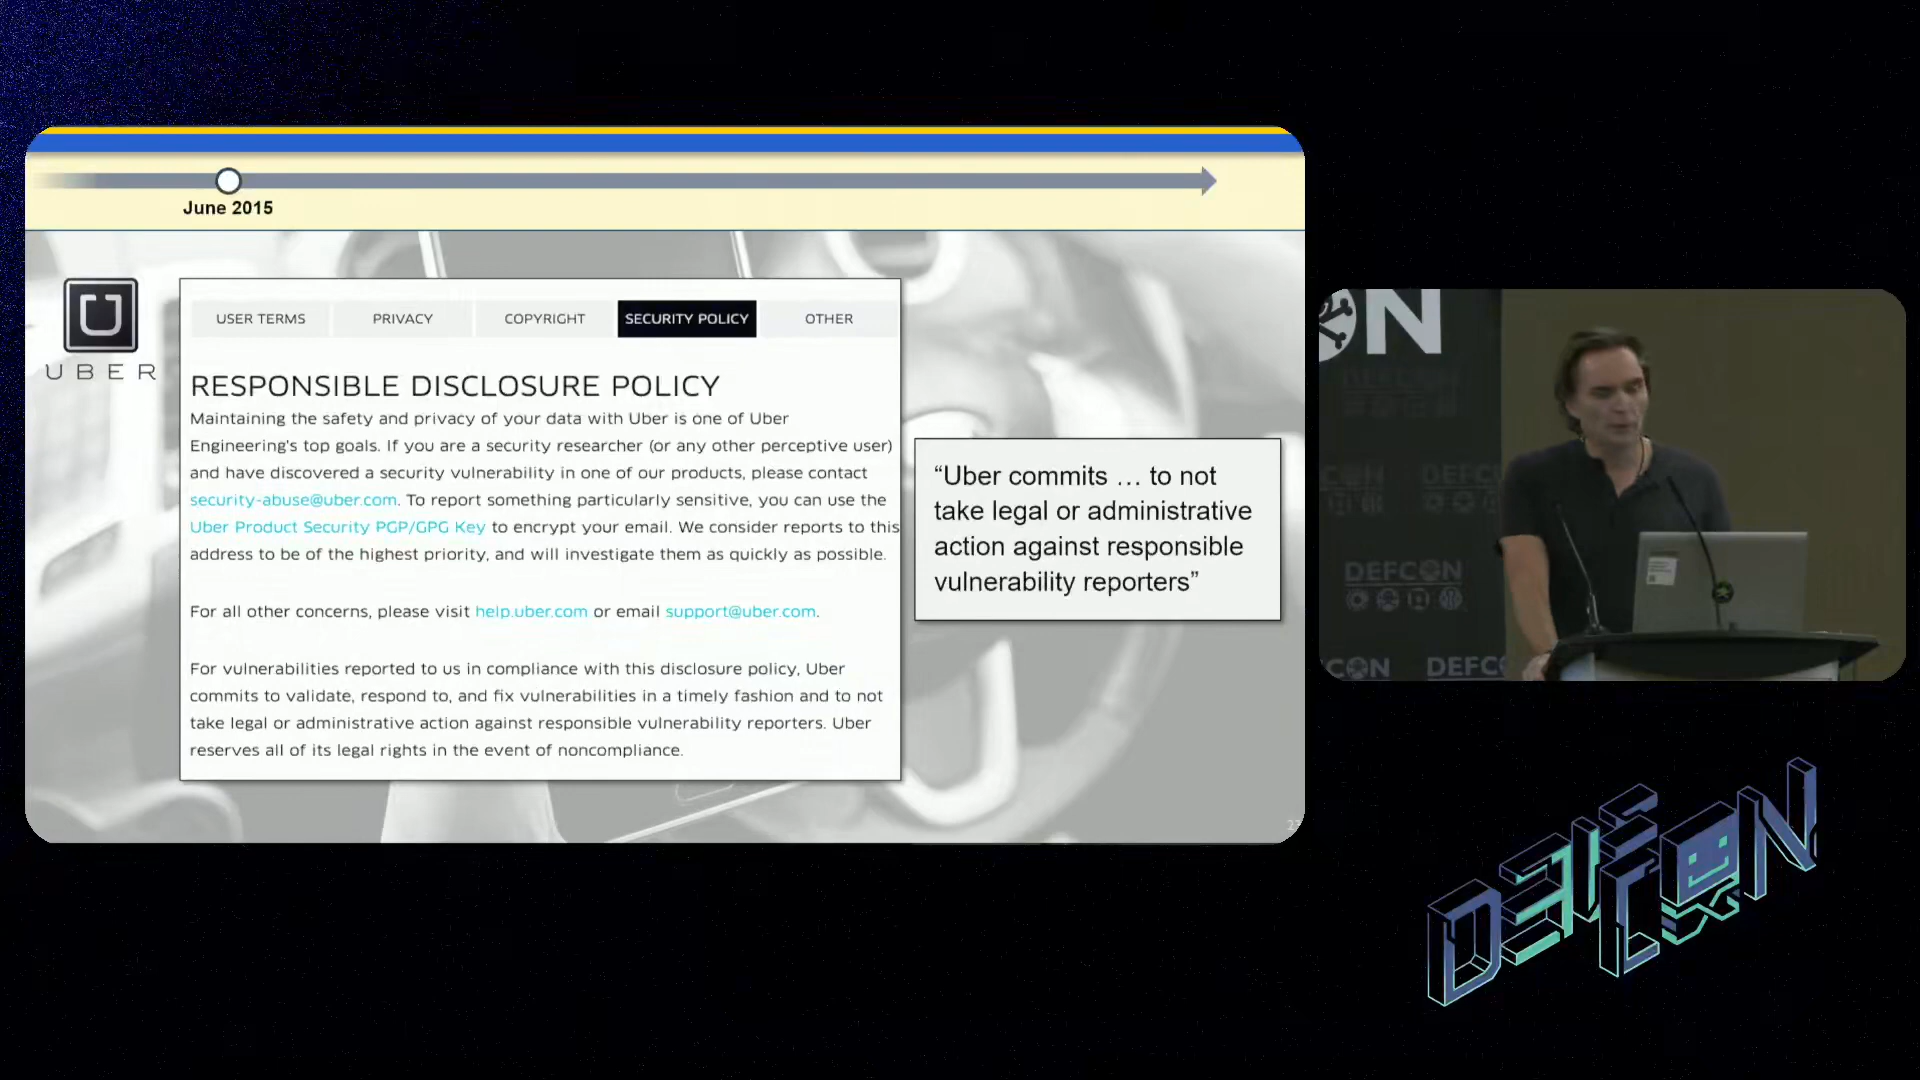 June 2015
UBER
USER TERMS PRIVACY COPYRIGHT SECURITY POLICY OTHER
RESPONSIBLE DISCLOSURE POLICY
Maintaining the safety and privacy of your data with Uber is one of Uber
Engineering's top goals. If you are a security researcher (or any other perceptive user)
and have discovered a security vulnerability in one of our products, please contact
security-abuse@uber.com. To report something particularly sensitive, you can use the
Uber Product Security PGP/GPG Key to encrypt your email. We consider reports to this
address to be of the highest priority, and will investigate them as quickly as possible.
For all other concerns, please visit help.uber.com or email support@uber.com.
For vulnerabilities reported to us in compliance with this disclosure policy, Uber
commits to validate, respond to, and fix vulnerabilities in a timely fashion and to not
take legal or administrative action against responsible vulnerability reporters. Uber
reserves all of its legal rights in the event of noncompliance.
“Uber commits … to not
take legal or administrative
action against responsible
vulnerability reporters”
ON
DEFCON
DEFCON DEFC
DEFCON
CON DEFC
DEF CON